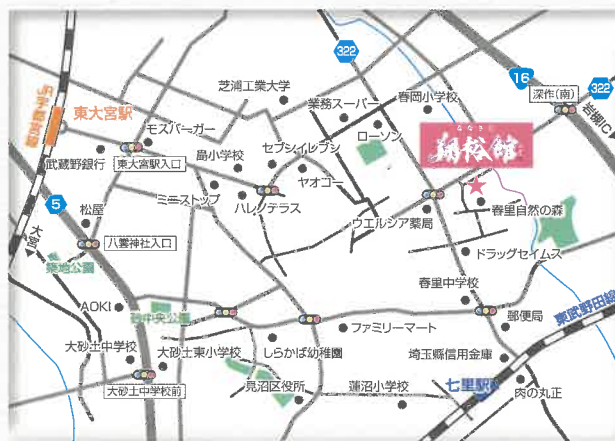 322
16
322
深作(南)
岩槻IC
芝浦工業大学
業務スーパー
春岡小学校
JR宇都宮線
東大宮駅
モスバーガー
ローソン
ななさと
翔裕館
武蔵野銀行
東大宮駅入口
島小学校
セブンイレブン
ヤオコー
ミニストップ
ハレノテラス
5
松屋
ウエルシア薬局
春里自然の森
大宮
八雲神社入口
ドラッグセイムス
築地公園
春里中学校
AOKI
砂中央公園
郵便局
東武野田線
ファミリーマート
大砂土中学校
大砂土東小学校
しらかば幼稚園
埼玉縣信用金庫
大砂土中学校前
見沼区役所
蓮沼小学校
七里駅
肉の丸正